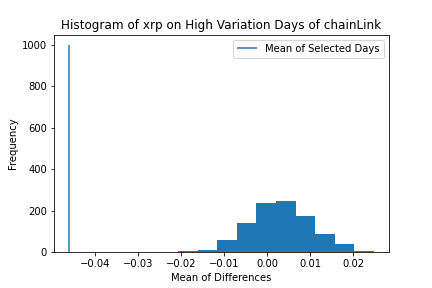 Histogram of xrp on High Variation Days of chainLink
Mean of Selected Days
1000
800
600
400
200
0
Frequency
−0.04 −0.03 −0.02 −0.01 0.00 0.01 0.02
Mean of Differences